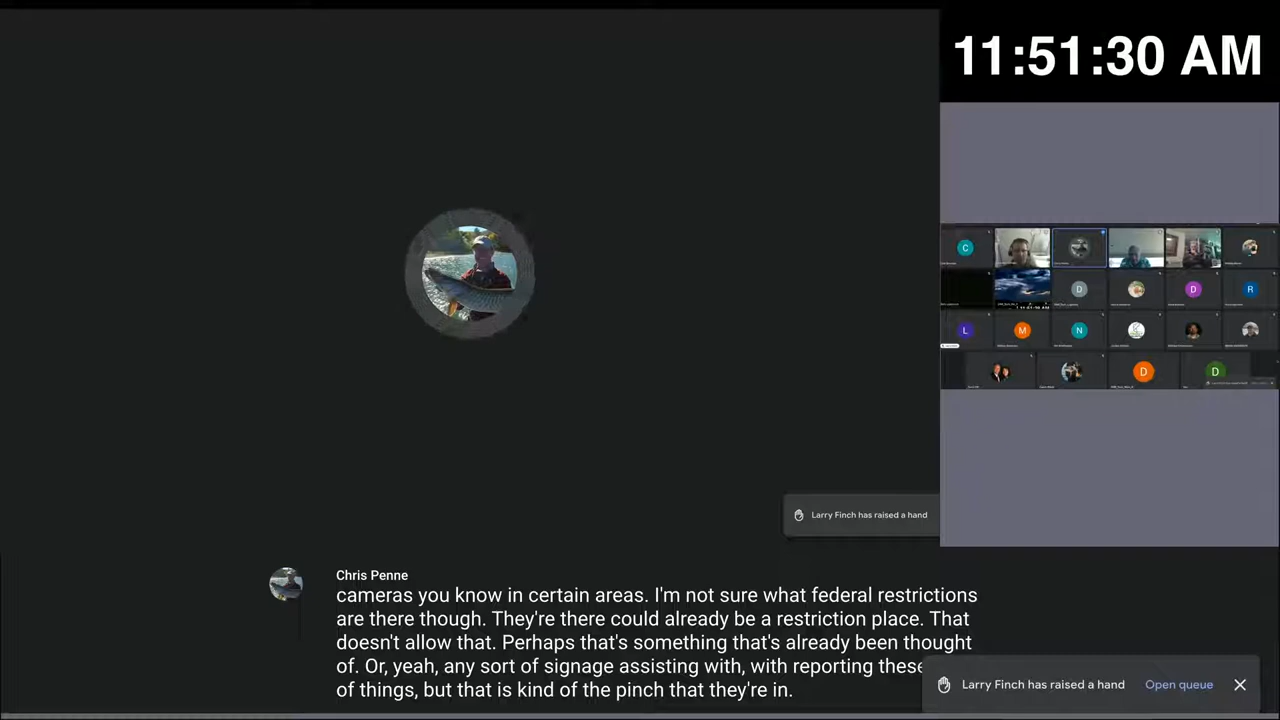 11:51:30 AM
C
D
D
R
L
M
N
D
D
Larry Finch has raised a hand
Chris Penne
cameras you know in certain areas. I'm not sure what federal restrictions
are there though. They're there could already be a restriction place. That
doesn't allow that. Perhaps that's something that's already been thought
of. Or, yeah, any sort of signage assisting with, with reporting these
of things, but that is kind of the pinch that they're in.
Larry Finch has raised a hand Open queue